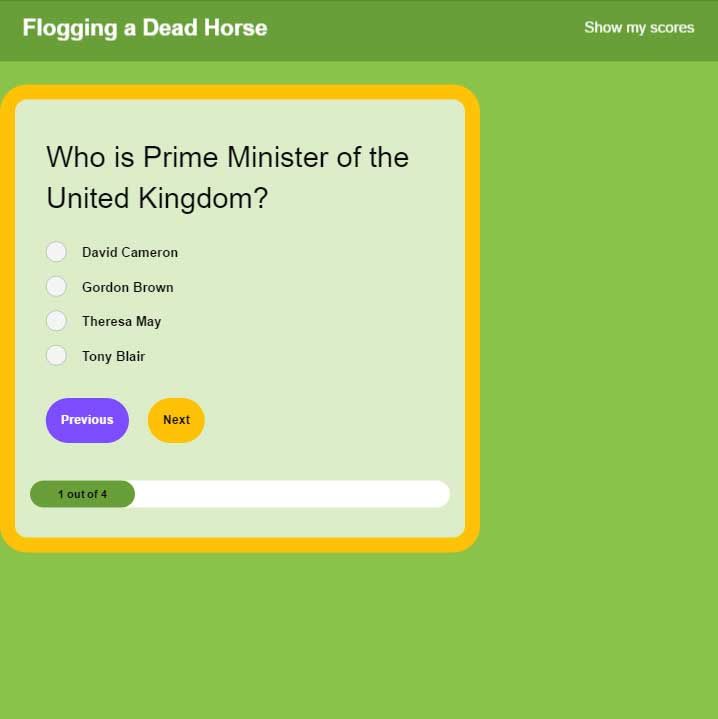 Flogging a Dead Horse
Show my scores
Who is Prime Minister of the
United Kingdom?
David Cameron
Gordon Brown
Theresa May
Tony Blair
Previous
Next
1 out of 4